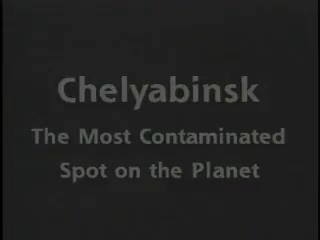 Chelyabinsk
The Most Contaminated
Spot on the Planet